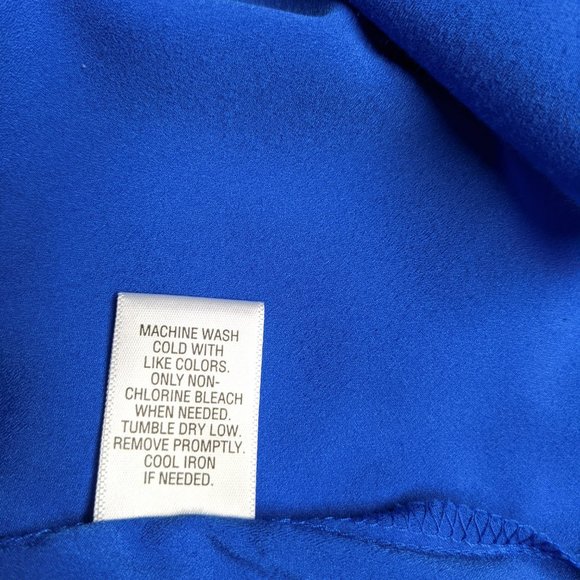 MACHINE WASH
COLD WITH
LIKE COLORS.
ONLY NON-
CHLORINE BLEACH
WHEN NEEDED.
TUMBLE DRY LOW.
REMOVE PROMPTLY.
COOL IRON
IF NEEDED.